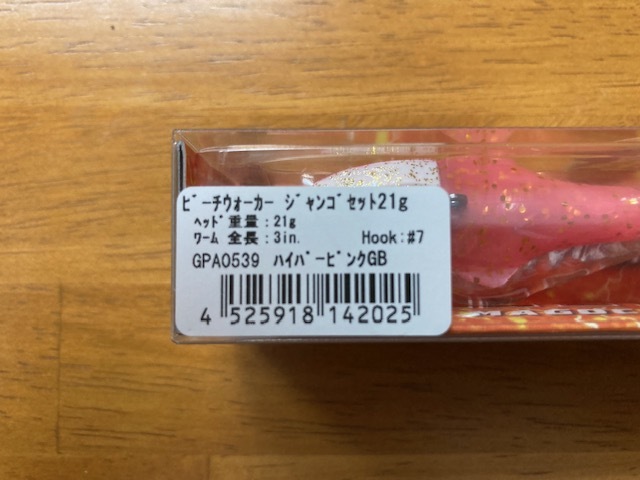 ﾋﾞｰﾁｳｫｰｶｰ ｼﾞｬﾝｺﾞｾｯﾄ21g
ﾍｯﾄﾞ重量:21g
ﾜｰﾑ 全長:3in. Hook:#7
GPA0539 ﾊｲﾊﾟｰﾋﾟﾝｸGB
4 525918 142025